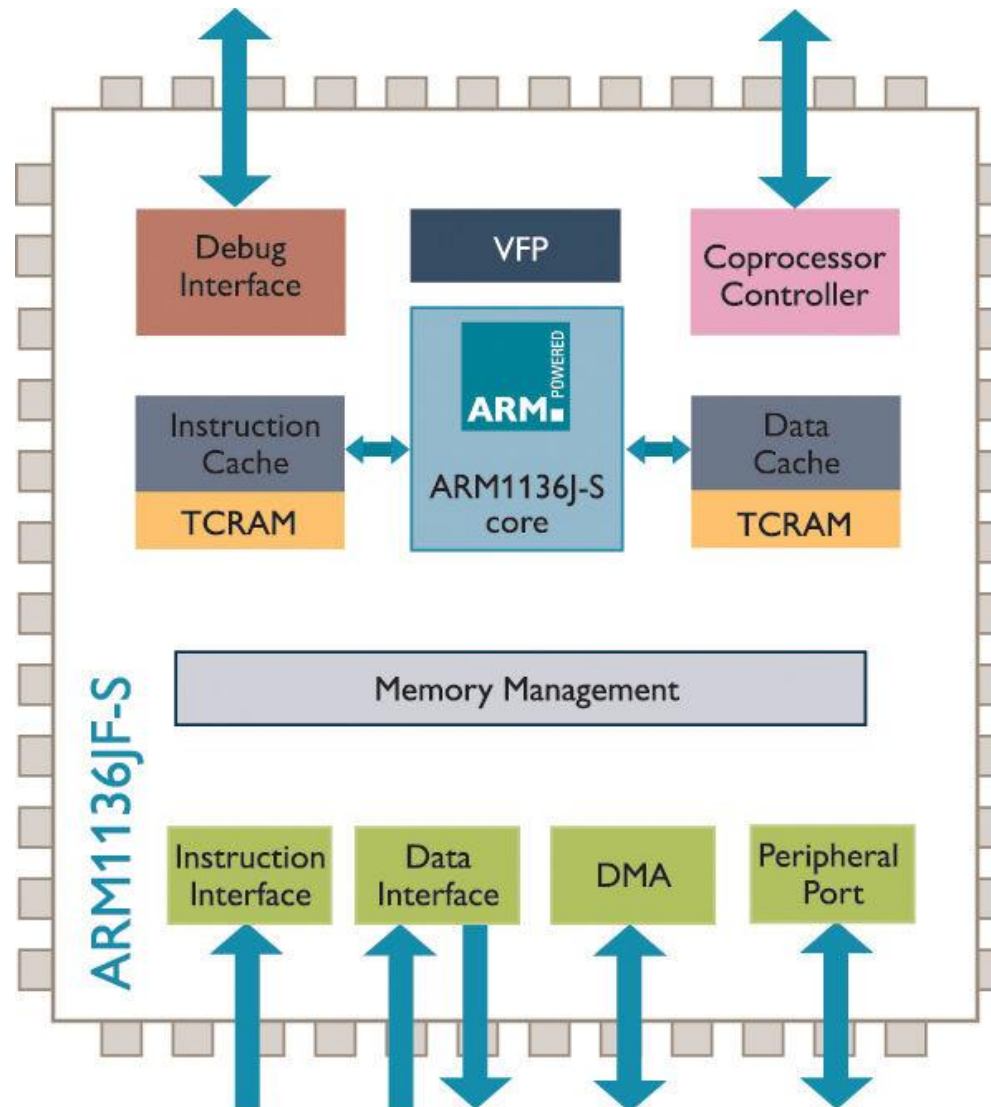 Debug
Interface
VFP
Coprocessor
Controller
ARM POWERED
Instruction
Cache
TCRAM
ARM1136J-S
core
Data
Cache
TCRAM
Memory Management
ARM1136JF-S
Instruction
Interface
Data
Interface
DMA
Peripheral
Port